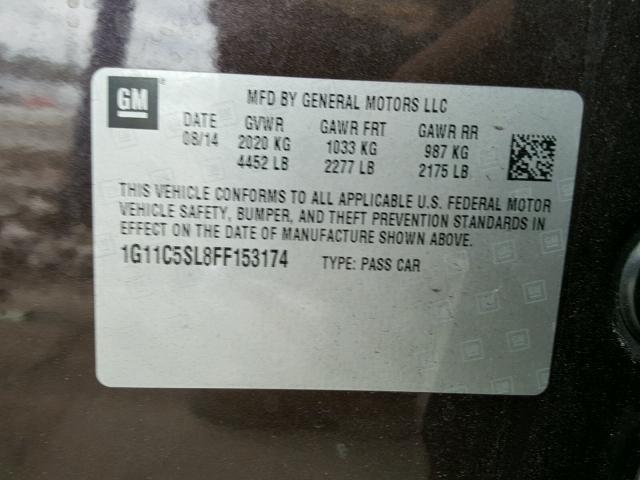 GM ®
MFD BY GENERAL MOTORS LLC
DATE GVWR GAWR FRT GAWR RR
08/14 2020 KG 1033 KG 987 KG
4452 LB 2277 LB 2175 LB
THIS VEHICLE CONFORMS TO ALL APPLICABLE U.S. FEDERAL MOTOR
VEHICLE SAFETY, BUMPER, AND THEFT PREVENTION STANDARDS IN
EFFECT ON THE DATE OF MANUFACTURE SHOWN ABOVE.
1G11C5SL8FF153174 TYPE: PASS CAR